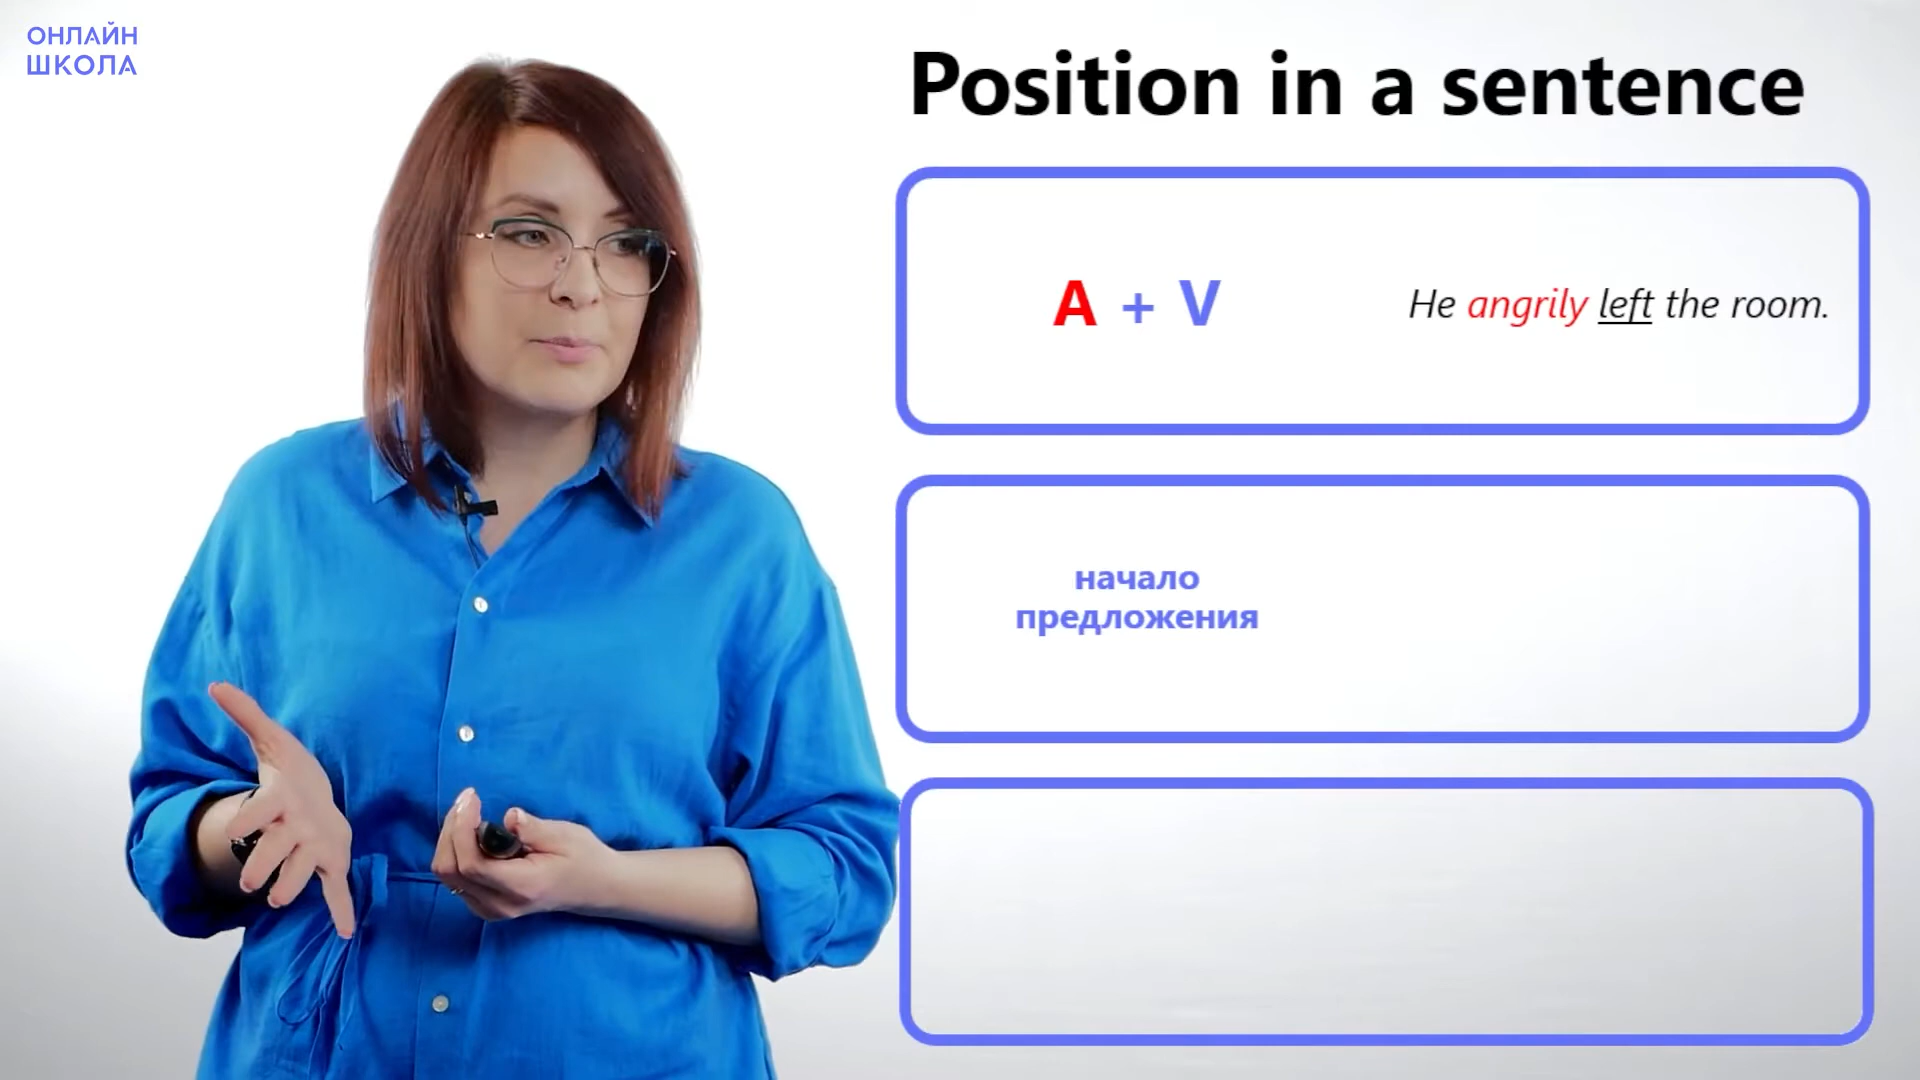 ОНЛАЙН
ШКОЛА
Position in a sentence
A + V
He angrily left the room.
начало
предложения